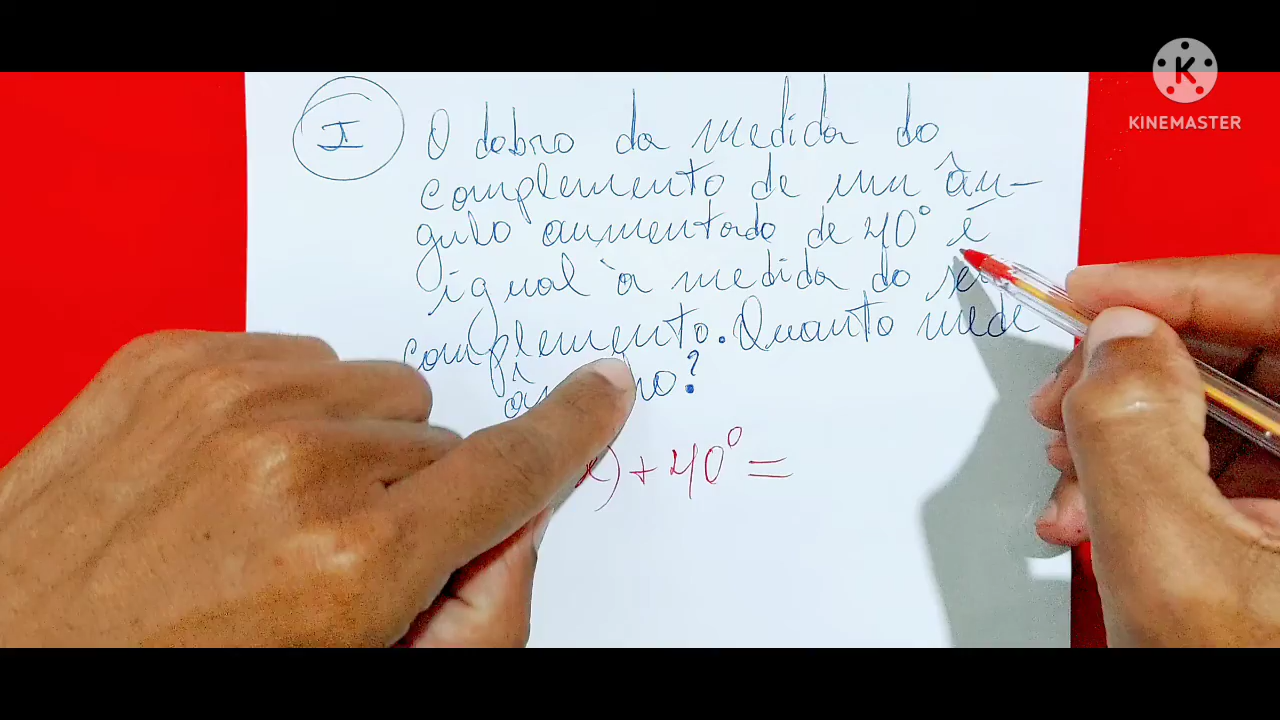 I
O dobro da medida do
complemento de um ân-
gulo aumentado de 40° é
igual à medida do seu
complemento. Quanto mede
?
x) + 40° =
KINEMASTER